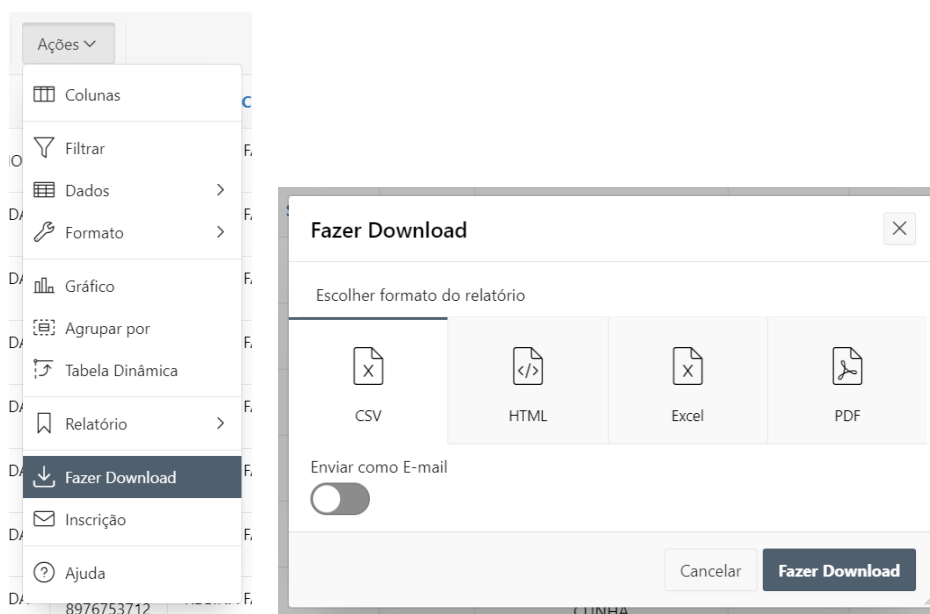 Ações
Colunas
Filtrar
Dados
Formato
Gráfico
Agrupar por
Tabela Dinâmica
Relatório
Fazer Download
Inscrição
Ajuda
8976753712
Fazer Download
Escolher formato do relatório
CSV
HTML
Excel
PDF
Enviar como E-mail
Cancelar
Fazer Download
CUNHA